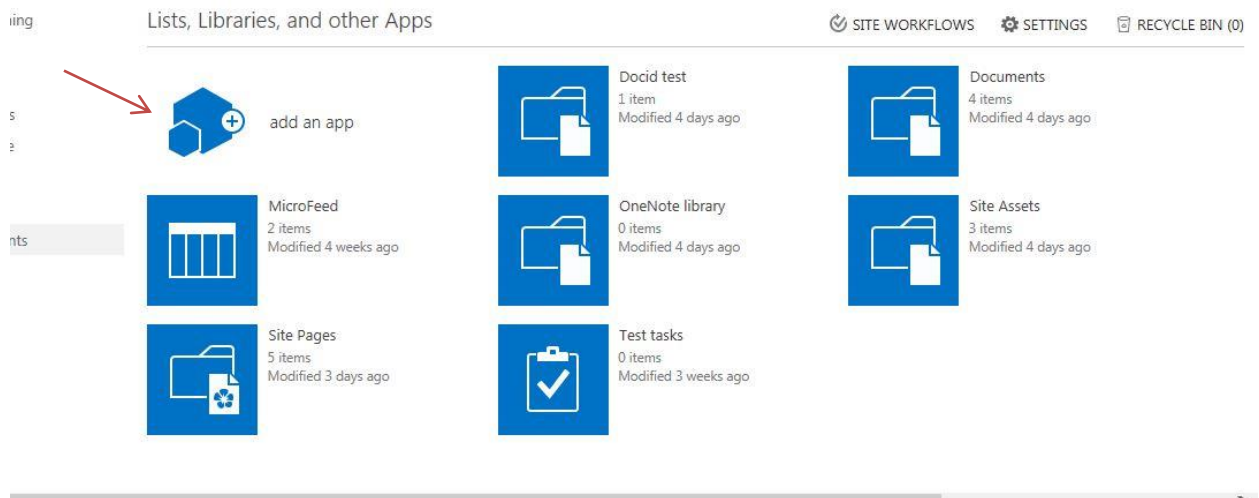 Lists, Libraries, and other Apps
SITE WORKFLOWS
SETTINGS
RECYCLE BIN (0)
add an app
Docid test
1 item
Modified 4 days ago
Documents
4 items
Modified 4 days ago
MicroFeed
2 items
Modified 4 weeks ago
OneNote library
0 items
Modified 4 days ago
Site Assets
3 items
Modified 4 days ago
Site Pages
5 items
Modified 3 days ago
Test tasks
0 items
Modified 3 weeks ago